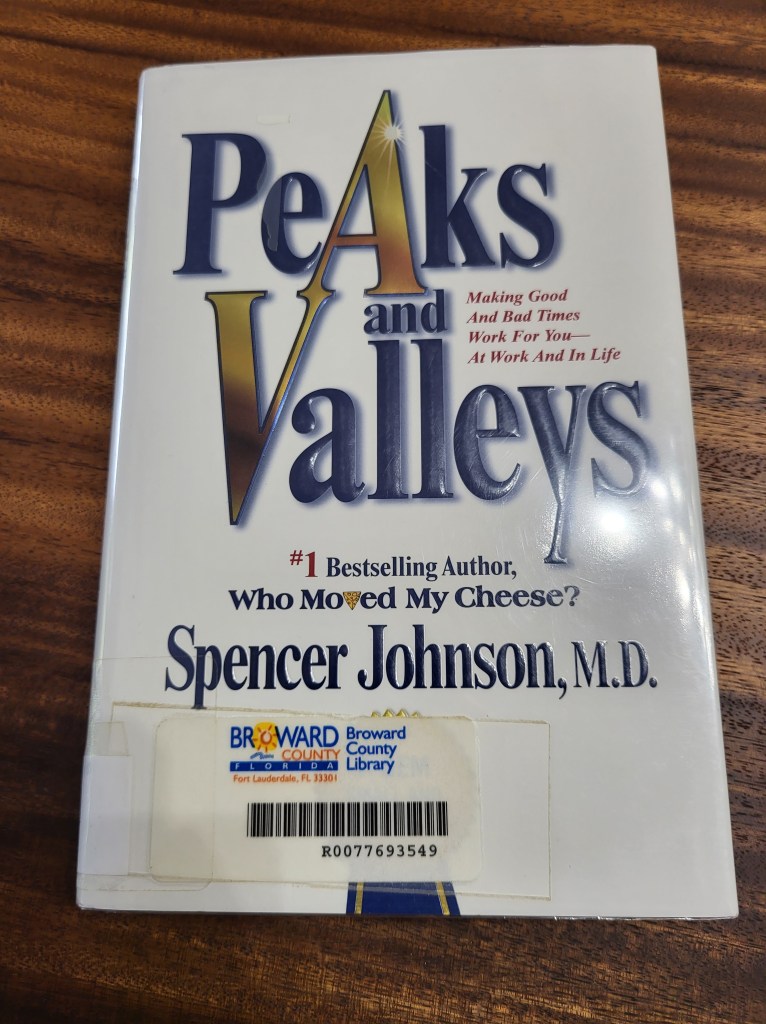 PeAks
and
Valleys
Making Good
And Bad Times
Work For You—
At Work And In Life
#1 Bestselling Author,
Who Moved My Cheese?
Spencer Johnson, M.D.
BROWARD
COUNTY
FLORIDA
Fort Lauderdale, FL 33301
Broward
County
Library
R0077693549